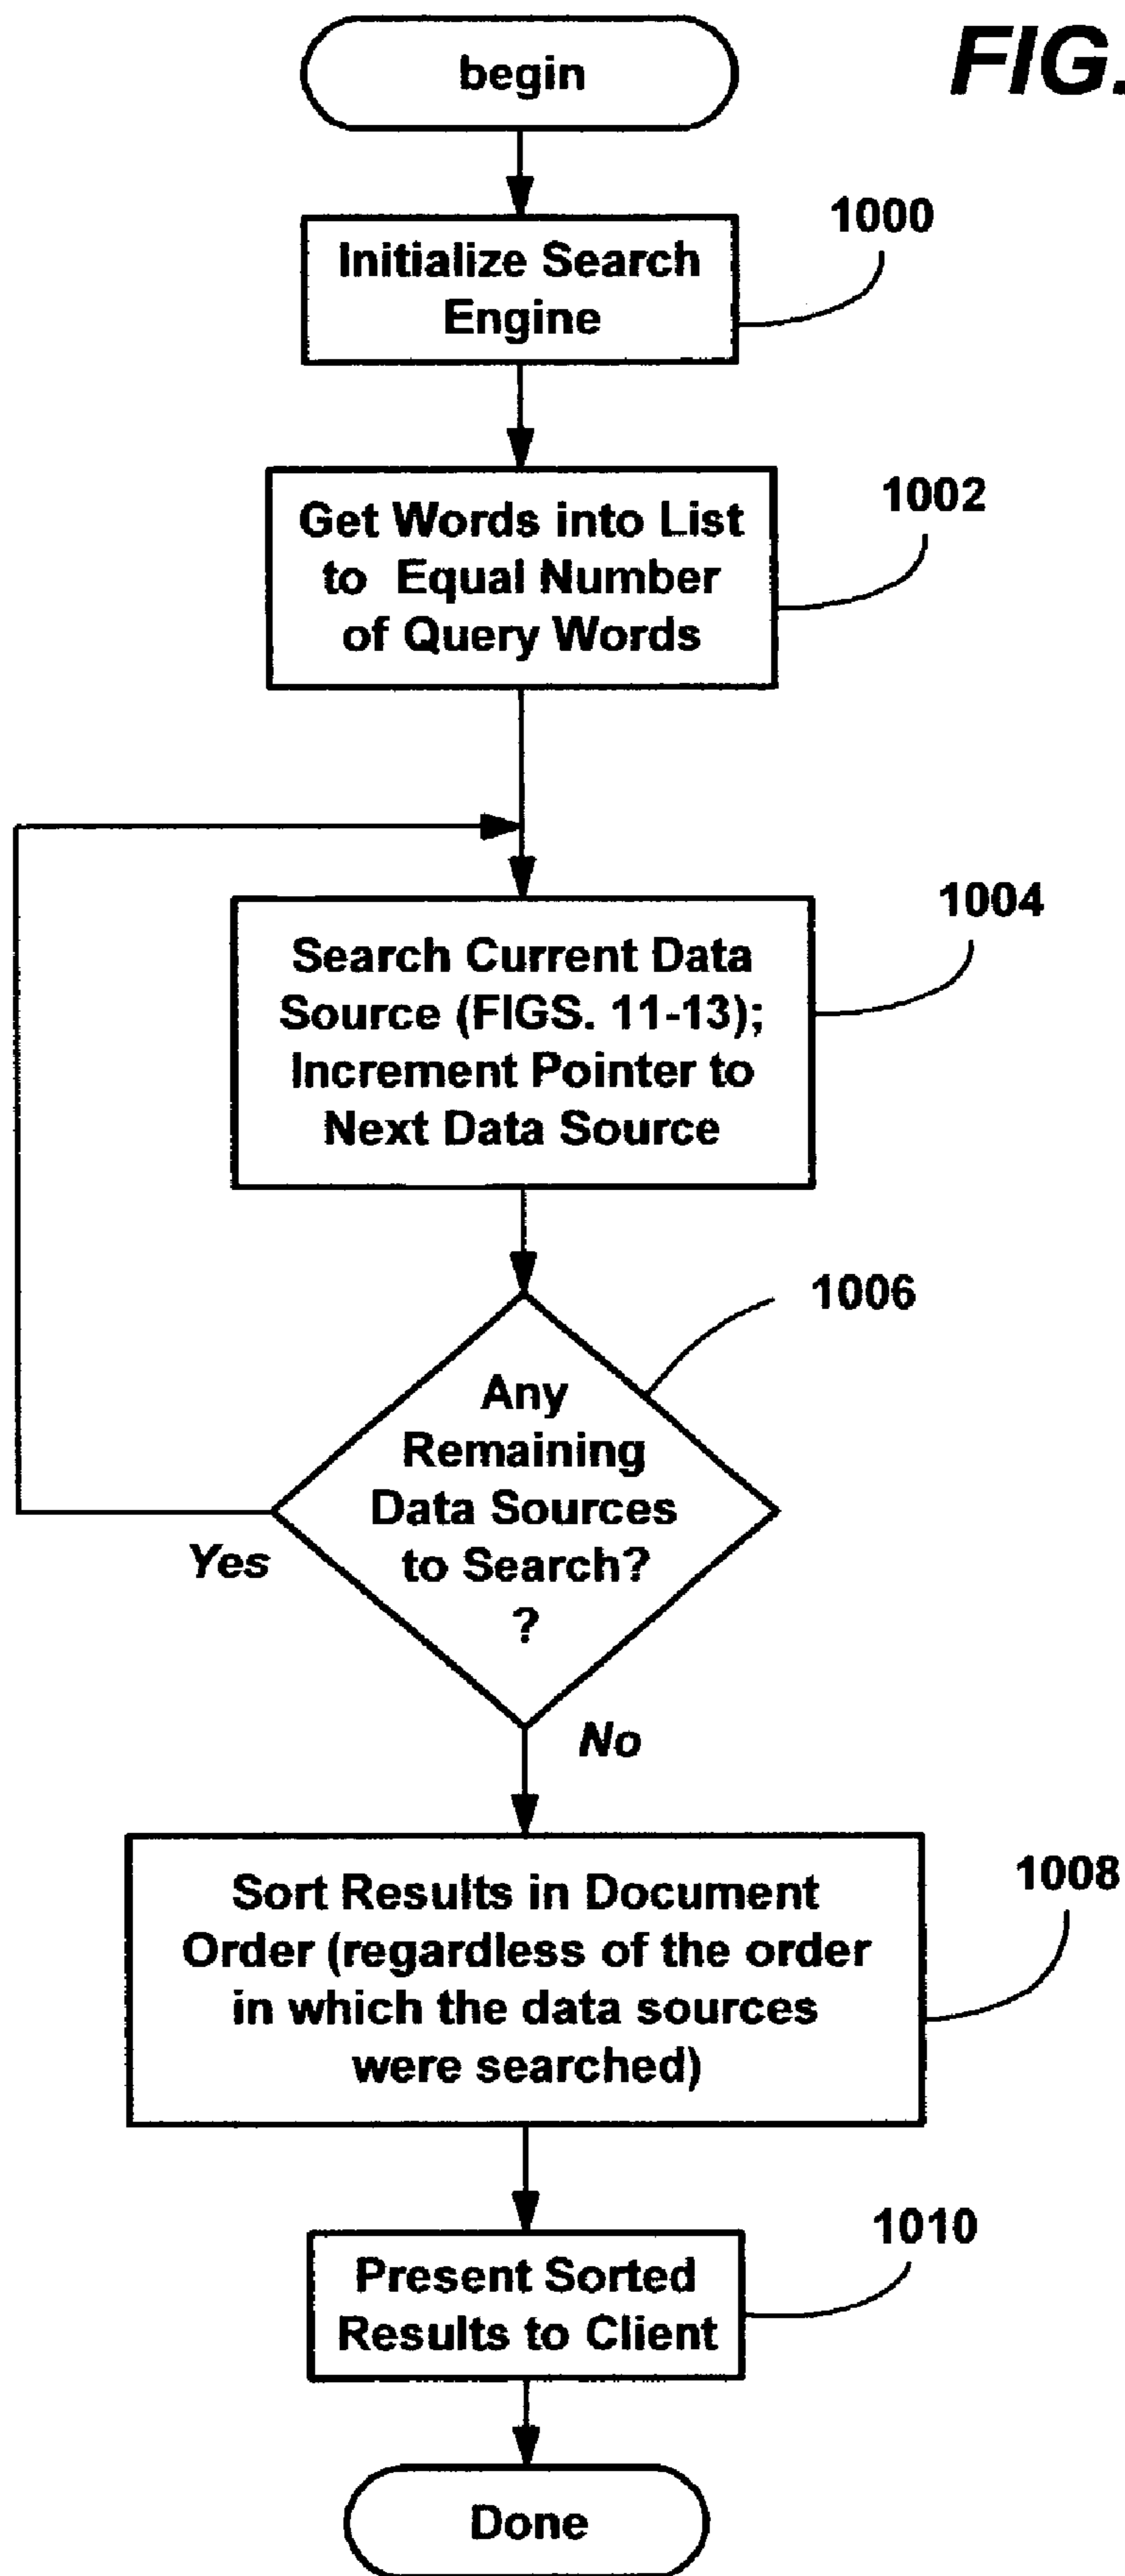 FIG.
begin
1000
Initialize Search
Engine
1002
Get Words into List
to Equal Number
of Query Words
1004
Search Current Data
Source (FIGS. 11-13);
Increment Pointer to
Next Data Source
1006
Any
Remaining
Data Sources
to Search?
?
Yes
No
1008
Sort Results in Document
Order (regardless of the order
in which the data sources
were searched)
1010
Present Sorted
Results to Client
Done